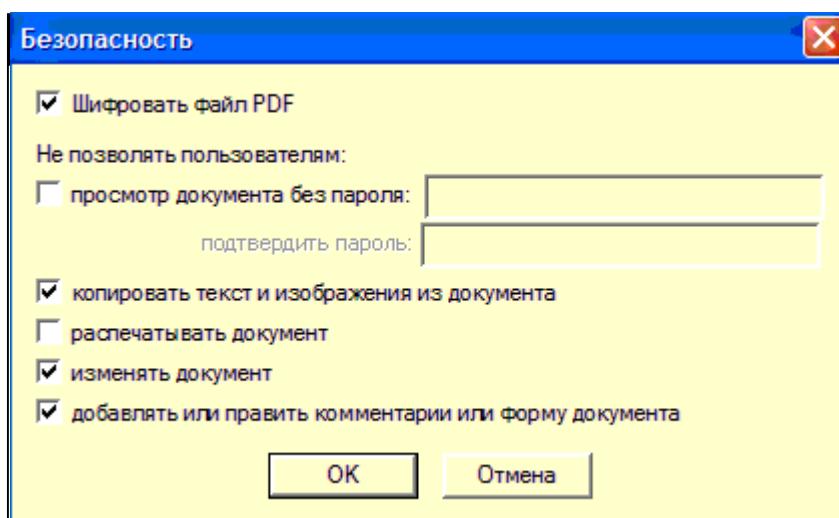 Безопасность
Шифровать файл PDF
Не позволять пользователям:
просмотр документа без пароля:
подтвердить пароль:
копировать текст и изображения из документа
распечатывать документ
изменять документ
добавлять или править комментарии или форму документа
OK Отмена